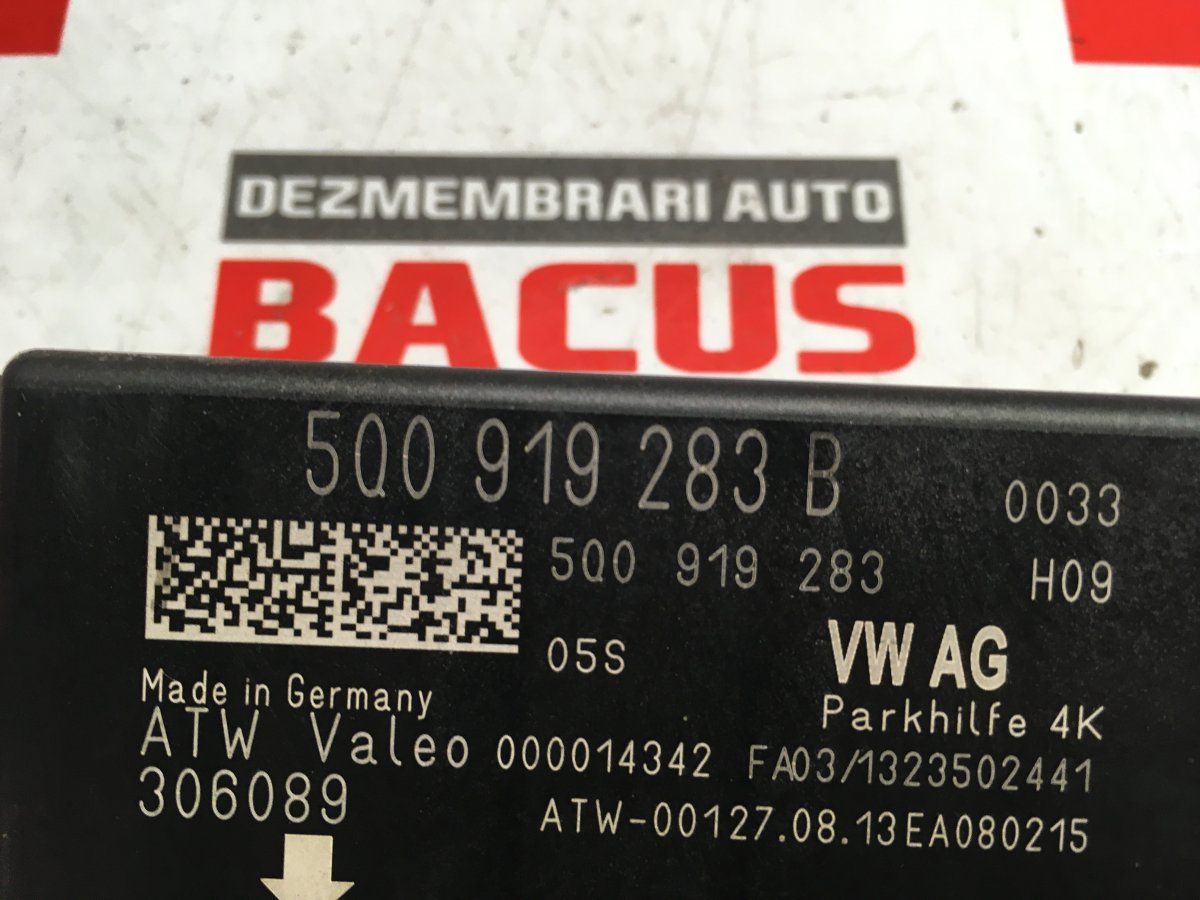 DEZMEMBRARI AUTO
BACUS
5Q0 919 283 B
0033
5Q0 919 283
H09
05S
VW AG
Made in Germany
Parkhilfe 4K
ATW Valeo 000014342 FA03/1323502441
306089
ATW-00127.08.13EA080215